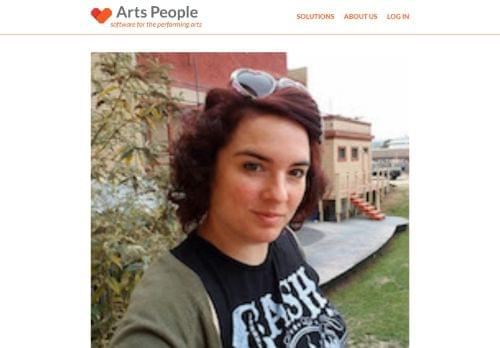 Arts People
software for the performing arts
SOLUTIONS ABOUT US LOG IN
CASH